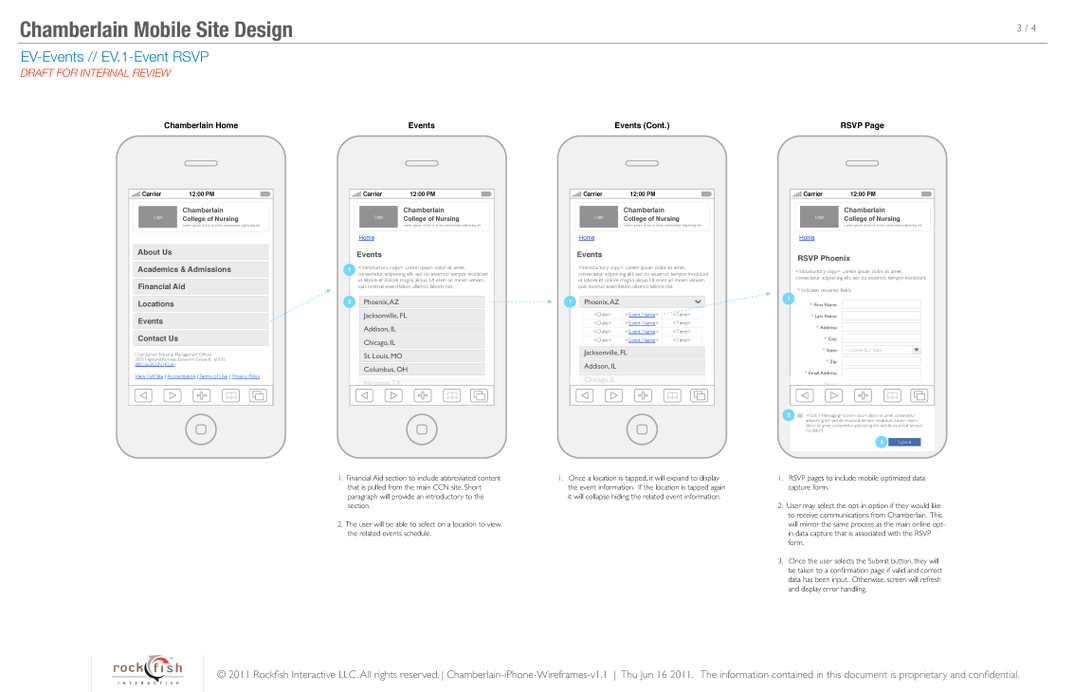 Chamberlain Mobile Site Design
3 / 4
EV-Events // EV.1-Event RSVP
DRAFT FOR INTERNAL REVIEW
Chamberlain Home
Carrier 12:00 PM
Logo
Chamberlain
College of Nursing
About Us
Academics & Admissions
Financial Aid
Locations
Events
Contact Us
Chamberlain National Management Offices
View Full Site | Accreditation | Terms of Use | Privacy Policy
Events
Carrier 12:00 PM
Logo
Chamberlain
College of Nursing
Home
Events
1
<Introductory copy> Lorem ipsum dolor sit amet,
consectetur adipiscing elit, sed do eiusmod tempor incididunt
ut labore et dolore magna aliqua. Ut enim ad minim veniam,
quis nostrud exercitation ullamco laboris nisi.
2
Phoenix, AZ
Jacksonville, FL
Addison, IL
Chicago, IL
St. Louis, MO
Columbus, OH
Houston, TX
1. Financial Aid section to include abbreviated content
that is pulled from the main CCN site. Short
paragraph will provide an introductory to the
section.
2. The user will be able to select on a location to view
the related events schedule.
Events (Cont.)
Carrier 12:00 PM
Logo
Chamberlain
College of Nursing
Home
Events
<Introductory copy> Lorem ipsum dolor sit amet,
consectetur adipiscing elit, sed do eiusmod tempor incididunt
ut labore et dolore magna aliqua. Ut enim ad minim veniam,
quis nostrud exercitation ullamco laboris nisi.
1
Phoenix, AZ
<Date> <Event Name> <Time>
<Date> <Event Name> <Time>
<Date> <Event Name> <Time>
<Date> <Event Name> <Time>
Jacksonville, FL
Addison, IL
Chicago, IL
1. Once a location is tapped, it will expand to display
the event information. If the location is tapped again
it will collapse hiding the related event information.
RSVP Page
Carrier 12:00 PM
Logo
Chamberlain
College of Nursing
Home
RSVP Phoenix
<Introductory copy> Lorem ipsum dolor sit amet,
consectetur adipiscing elit, sed do eiusmod tempor incididunt.
* Indicates required fields
1
* First Name:
* Last Name:
* Address:
* City:
* State:
* Zip:
* Email Address:
2
<Opt-in Messaging> Lorem ipsum dolor sit amet, consectetur
adipiscing elit, sed do eiusmod tempor incididunt. Lorem ipsum
dolor sit amet, consectetur adipiscing elit, sed do eiusmod tempor
incididunt.
3
Submit
1. RSVP pages to include mobile optimized data
capture form.
2. User may select the opt-in option if they would like
to receive communications from Chamberlain. This
will mirror the same process as the main online opt-
in data capture that is associated with the RSVP
form.
3. Once the user selects the Submit button, they will
be taken to a confirmation page if valid and correct
data has been input. Otherwise, screen will refresh
and display error handling.
rockfish
INTERACTIVE
© 2011 Rockfish Interactive LLC. All rights reserved. | Chamberlain-iPhone-Wireframes-v1.1 | Thu Jun 16 2011. The information contained in this document is proprietary and confidential.